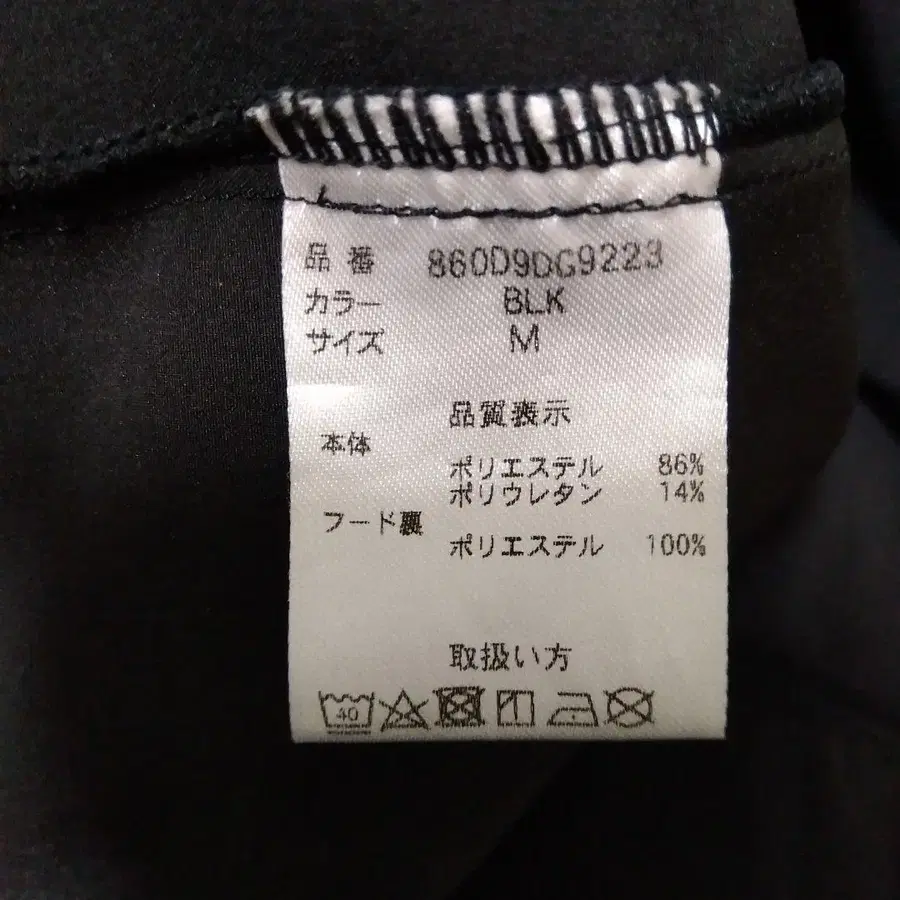 品番 860D9DG9223
カラー BLK
サイズ M
品質表示
本体
ポリエステル 86%
ポリウレタン 14%
フード裏
ポリエステル 100%
取扱い方
40